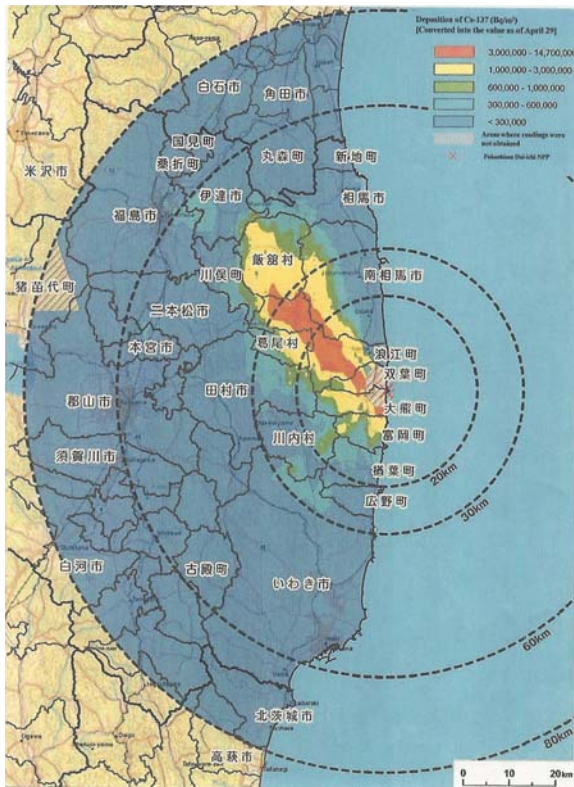 Deposition of Cs-137 (Bq/m²)
[Converted into the value as of April 29]
3,000,000 - 14,700,000
1,000,000 - 3,000,000
600,000 - 1,000,000
300,000 - 600,000
< 300,000
Areas where readings were
not obtained
Fukushima Dai-ichi NPP
白石市
角田市
国見町
桑折町
丸森町
新地町
米沢市
伊達市
相馬市
福島市
飯舘村
川俣町
南相馬市
猪苗代町
二本松市
本宮市
葛尾村
浪江町
双葉町
田村市
郡山市
大熊町
川内村
富岡町
須賀川市
楢葉町
20km
広野町
30km
白河市
古殿町
いわき市
60km
北茨城市
80km
高萩市
0 10 20 km